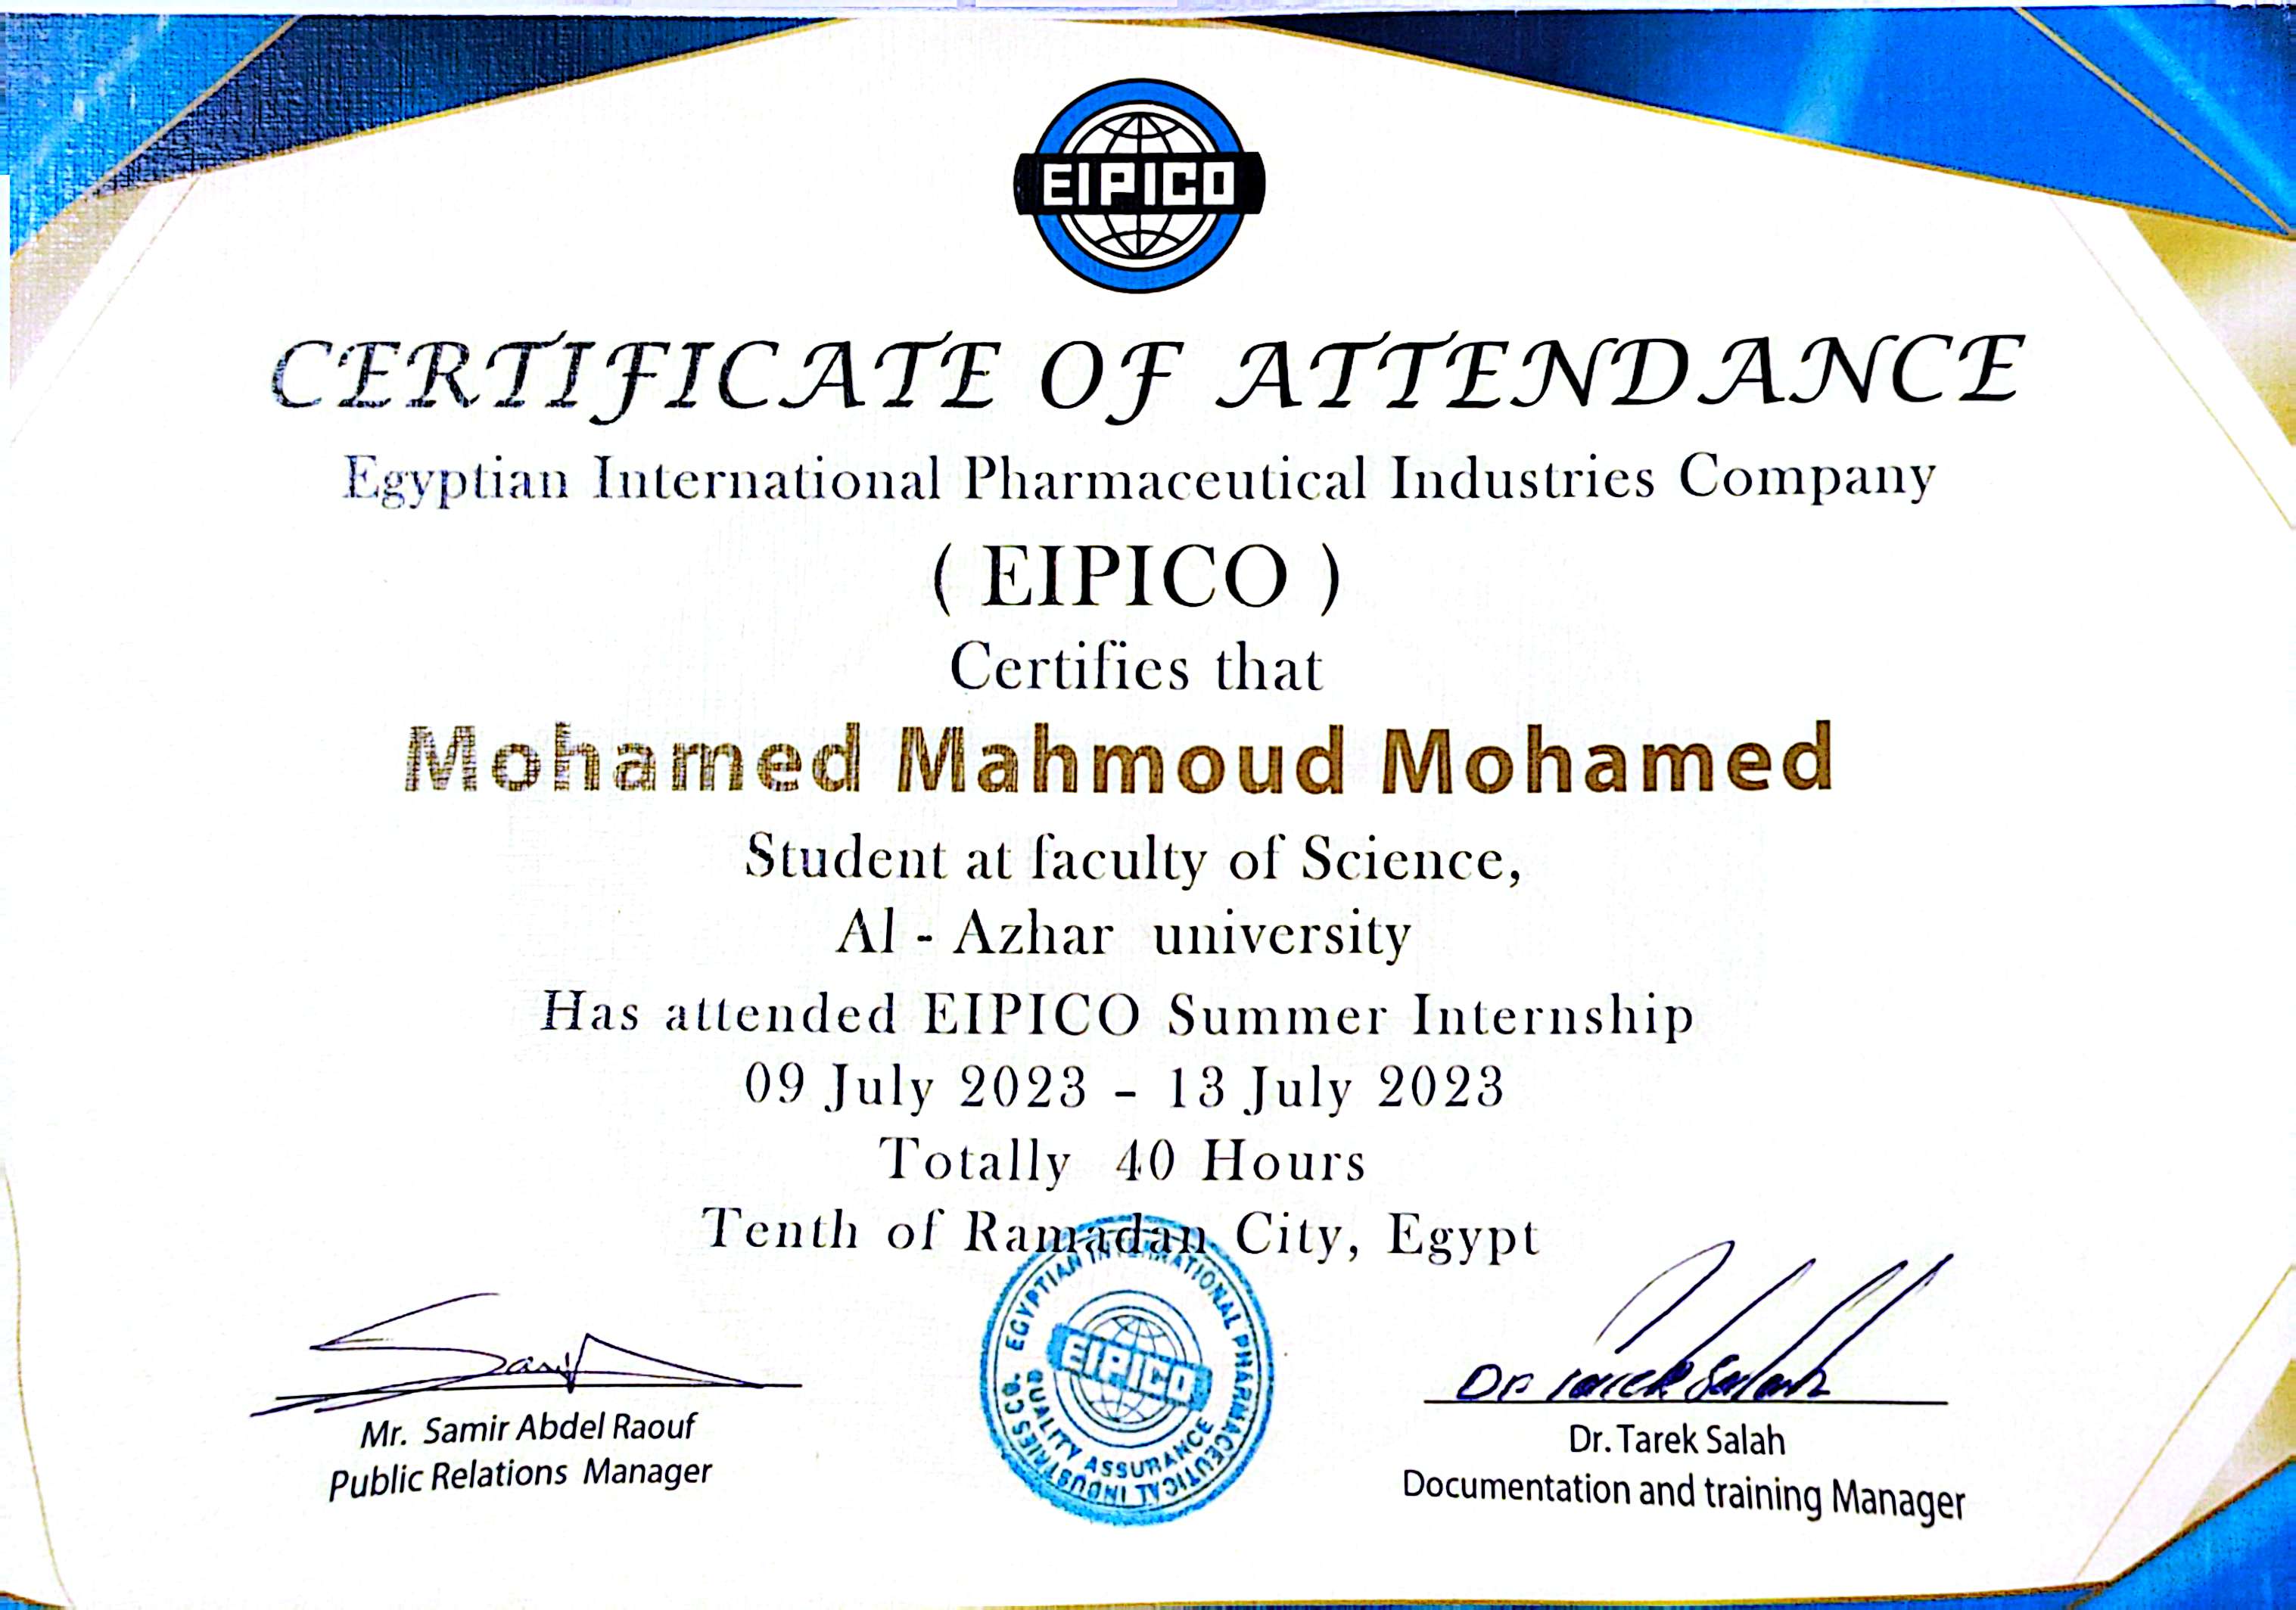 EIPICO
CERTIFICATE OF ATTENDANCE
Egyptian International Pharmaceutical Industries Company
( EIPICO )
Certifies that
Mohamed Mahmoud Mohamed
Student at faculty of Science,
Al - Azhar university
Has attended EIPICO Summer Internship
09 July 2023 - 13 July 2023
Totally 40 Hours
Tenth of Ramadan City, Egypt
EGYPTIAN INTERNATIONAL PHARMACEUTICAL INDUSTRIES CO.
EIPICO
QUALITY ASSURANCE
Mr. Samir Abdel Raouf
Public Relations Manager
Dr Tarek Salah
Dr. Tarek Salah
Documentation and training Manager